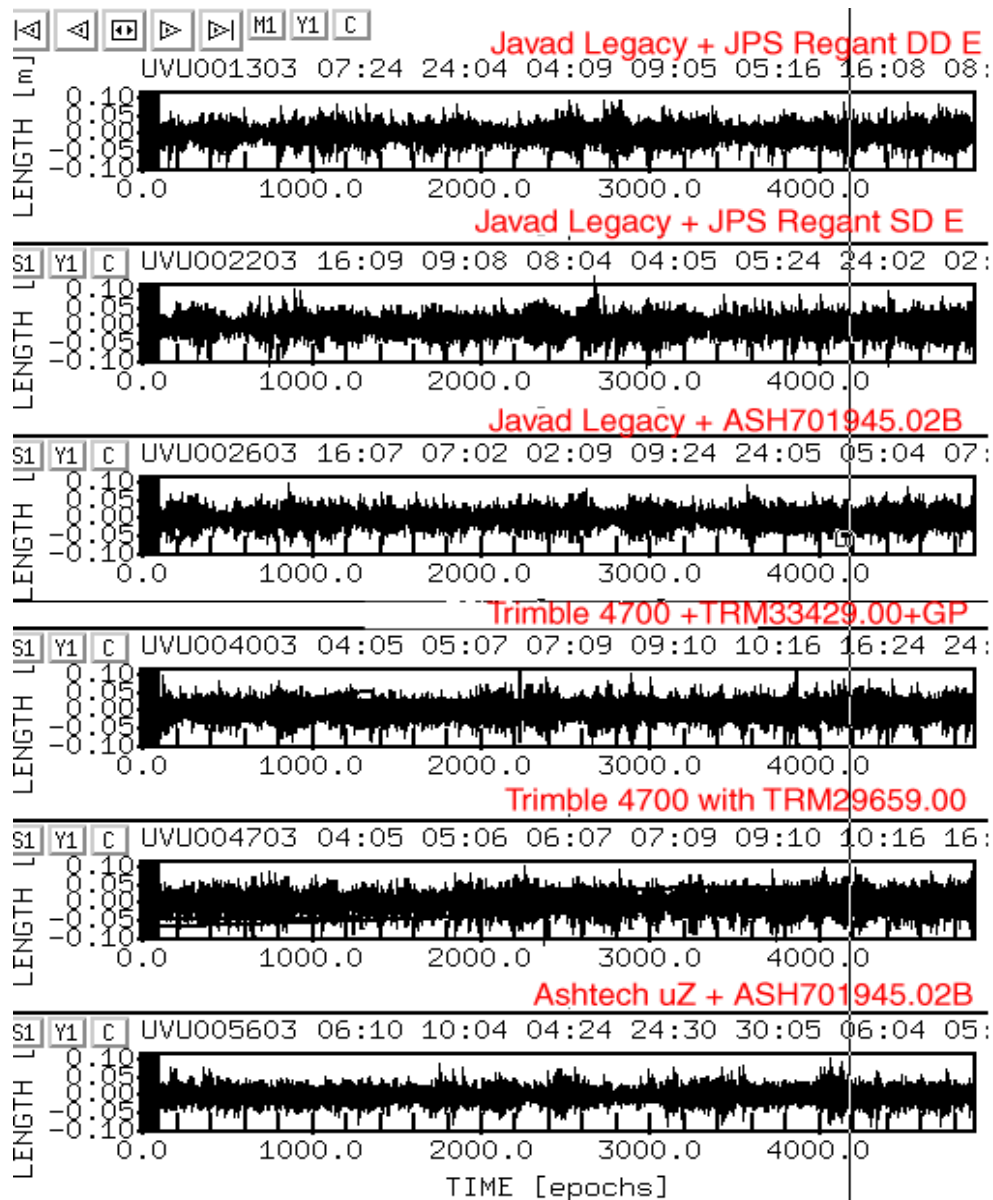 M1 Y1 C
Javad Legacy + JPS Regant DD E
UVU001303 07:24 24:04 04:09 09:05 05:16 16:08 08:
LENGTH [m]
0.10
0.05
0.00
-0.05
-0.10
0.0 1000.0 2000.0 3000.0 4000.0
Javad Legacy + JPS Regant SD E
S1 Y1 C UVU002203 16:09 09:08 08:04 04:05 05:24 24:02 02:
LENGTH
0.10
0.05
0.00
-0.05
-0.10
0.0 1000.0 2000.0 3000.0 4000.0
Javad Legacy + ASH701945.02B
S1 Y1 C UVU002603 16:07 07:02 02:09 09:24 24:05 05:04 07:
LENGTH
0.10
0.05
0.00
-0.05
-0.10
0.0 1000.0 2000.0 3000.0 4000.0
Trimble 4700 +TRM33429.00+GP
S1 Y1 C UVU004003 04:05 05:07 07:09 09:10 10:16 16:24 24:
LENGTH
0.10
0.05
0.00
-0.05
-0.10
0.0 1000.0 2000.0 3000.0 4000.0
Trimble 4700 with TRM29659.00
S1 Y1 C UVU004703 04:05 05:06 06:07 07:09 09:10 10:16 16:
LENGTH
0.10
0.05
0.00
-0.05
-0.10
0.0 1000.0 2000.0 3000.0 4000.0
Ashtech uZ + ASH701945.02B
S1 Y1 C UVU005603 06:10 10:04 04:24 24:30 30:05 06:04 05:
LENGTH
0.10
0.05
0.00
-0.05
-0.10
0.0 1000.0 2000.0 3000.0 4000.0
TIME [epochs]